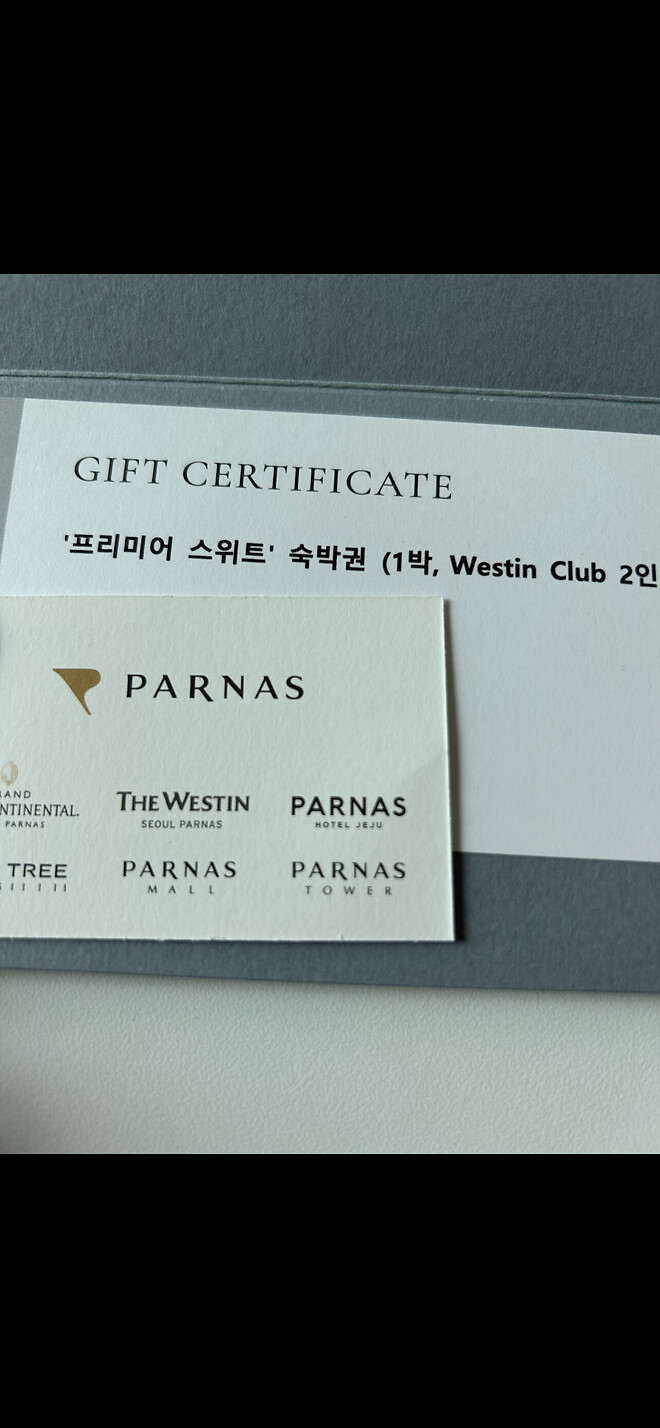 GIFT CERTIFICATE
'프리미어 스위트' 숙박권 (1박, Westin Club 2인
PARNAS
THE WESTIN
SEOUL PARNAS
PARNAS
HOTEL JEJU
PARNAS
TREE
PARNAS
MALL
PARNAS
TOWER